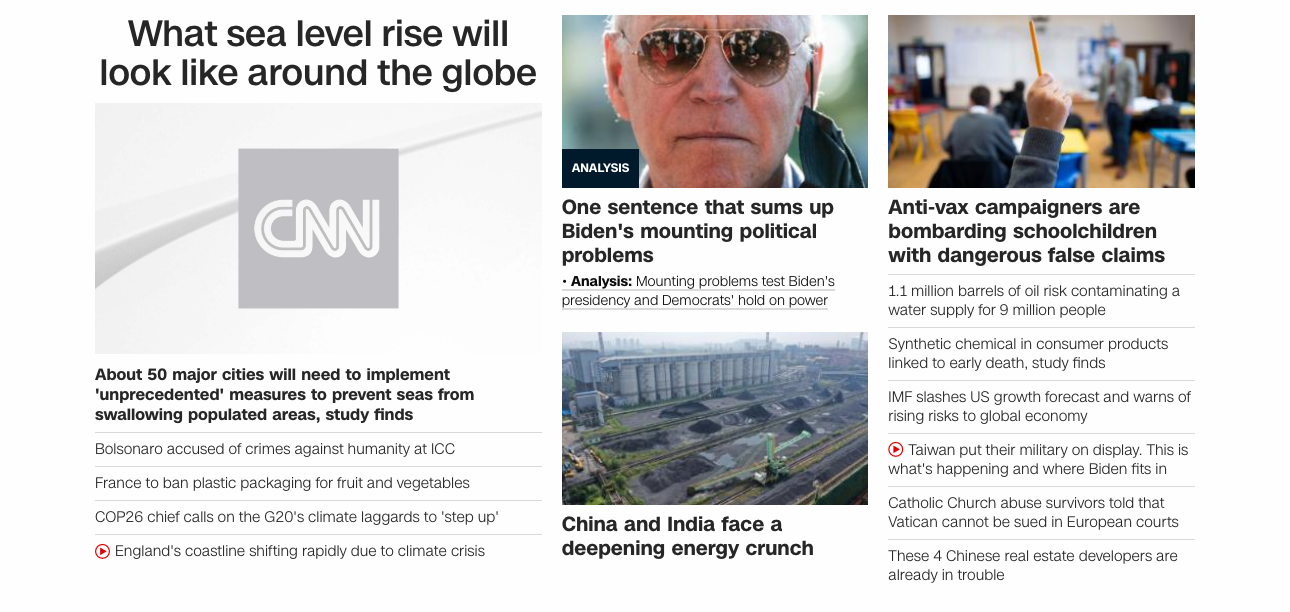 What sea level rise will
look like around the globe
CNN
About 50 major cities will need to implement
'unprecedented' measures to prevent seas from
swallowing populated areas, study finds
Bolsonaro accused of crimes against humanity at ICC
France to ban plastic packaging for fruit and vegetables
COP26 chief calls on the G20's climate laggards to 'step up'
England's coastline shifting rapidly due to climate crisis
ANALYSIS
One sentence that sums up
Biden's mounting political
problems
• Analysis: Mounting problems test Biden's
presidency and Democrats' hold on power
China and India face a
deepening energy crunch
Anti-vax campaigners are
bombarding schoolchildren
with dangerous false claims
1.1 million barrels of oil risk contaminating a
water supply for 9 million people
Synthetic chemical in consumer products
linked to early death, study finds
IMF slashes US growth forecast and warns of
rising risks to global economy
Taiwan put their military on display. This is
what's happening and where Biden fits in
Catholic Church abuse survivors told that
Vatican cannot be sued in European courts
These 4 Chinese real estate developers are
already in trouble